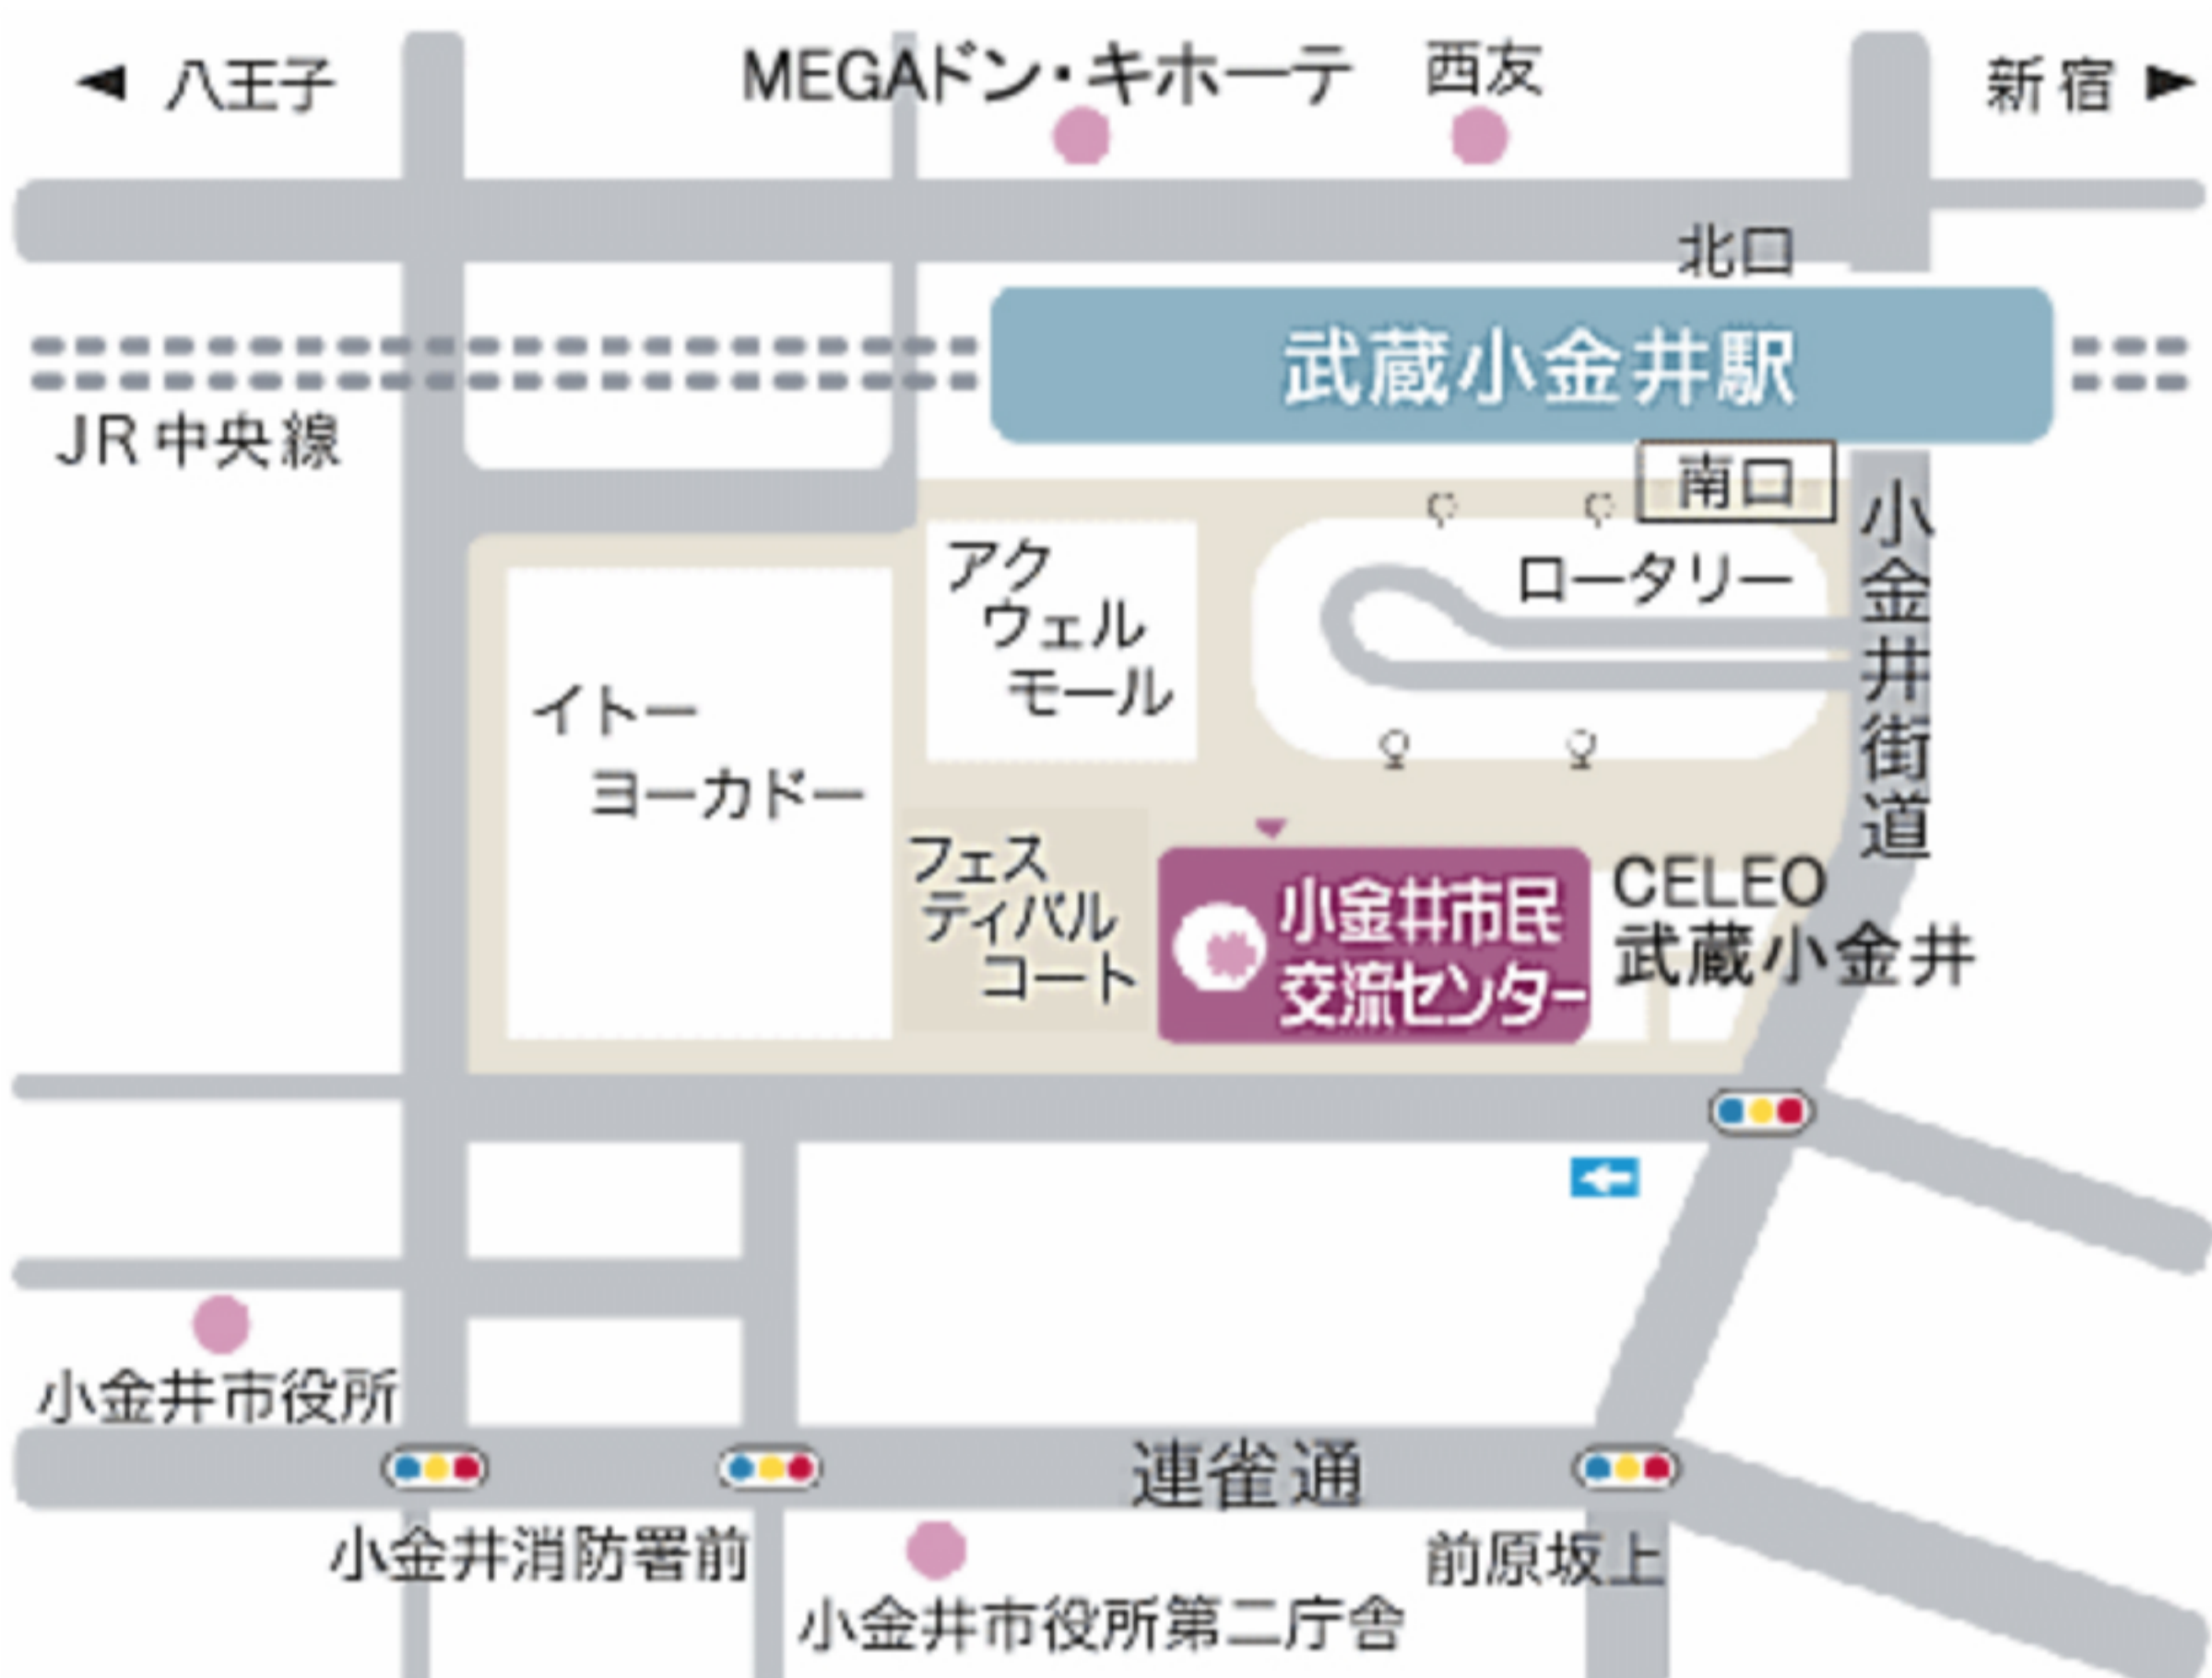 八王子
MEGAドン・キホーテ
西友
新宿
北口
武蔵小金井駅
JR中央線
南口
ロータリー
小金井街道
アク
ウェル
モール
イトー
ヨーカドー
フェス
ティバル
コート
小金井市民
交流センター
CELEO
武蔵小金井
小金井市役所
連雀通
小金井消防署前
前原坂上
小金井市役所第二庁舎